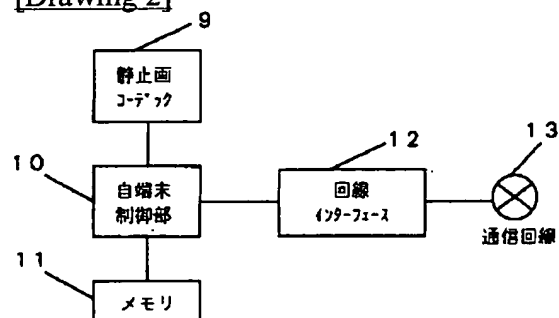 [Drawing 2]
9
静止画
コーデック
10
自端末
制御部
12
回線
インターフェース
13
通信回線
11
メモリ